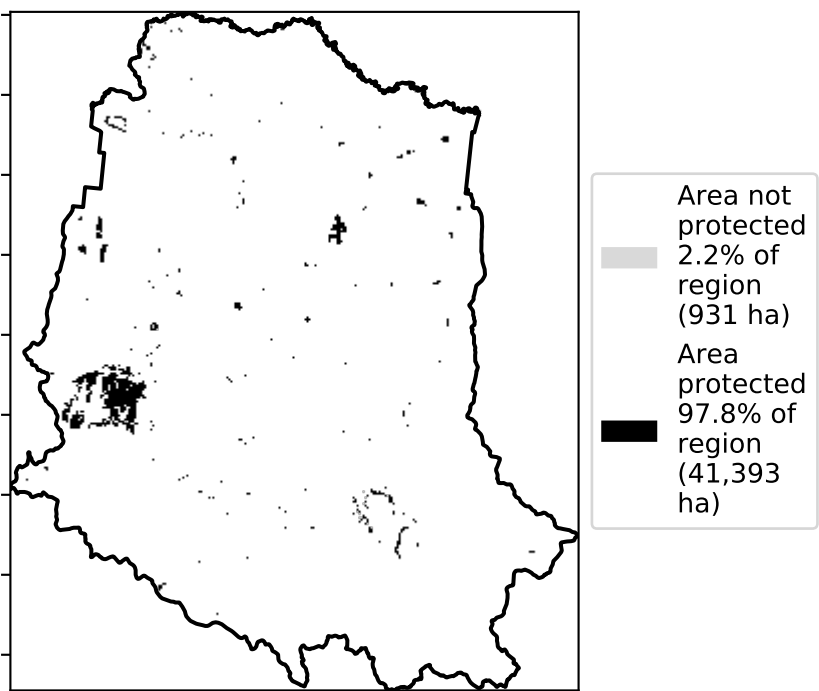 Area not
protected
2.2% of
region
(931 ha)
Area
protected
97.8% of
region
(41,393
ha)